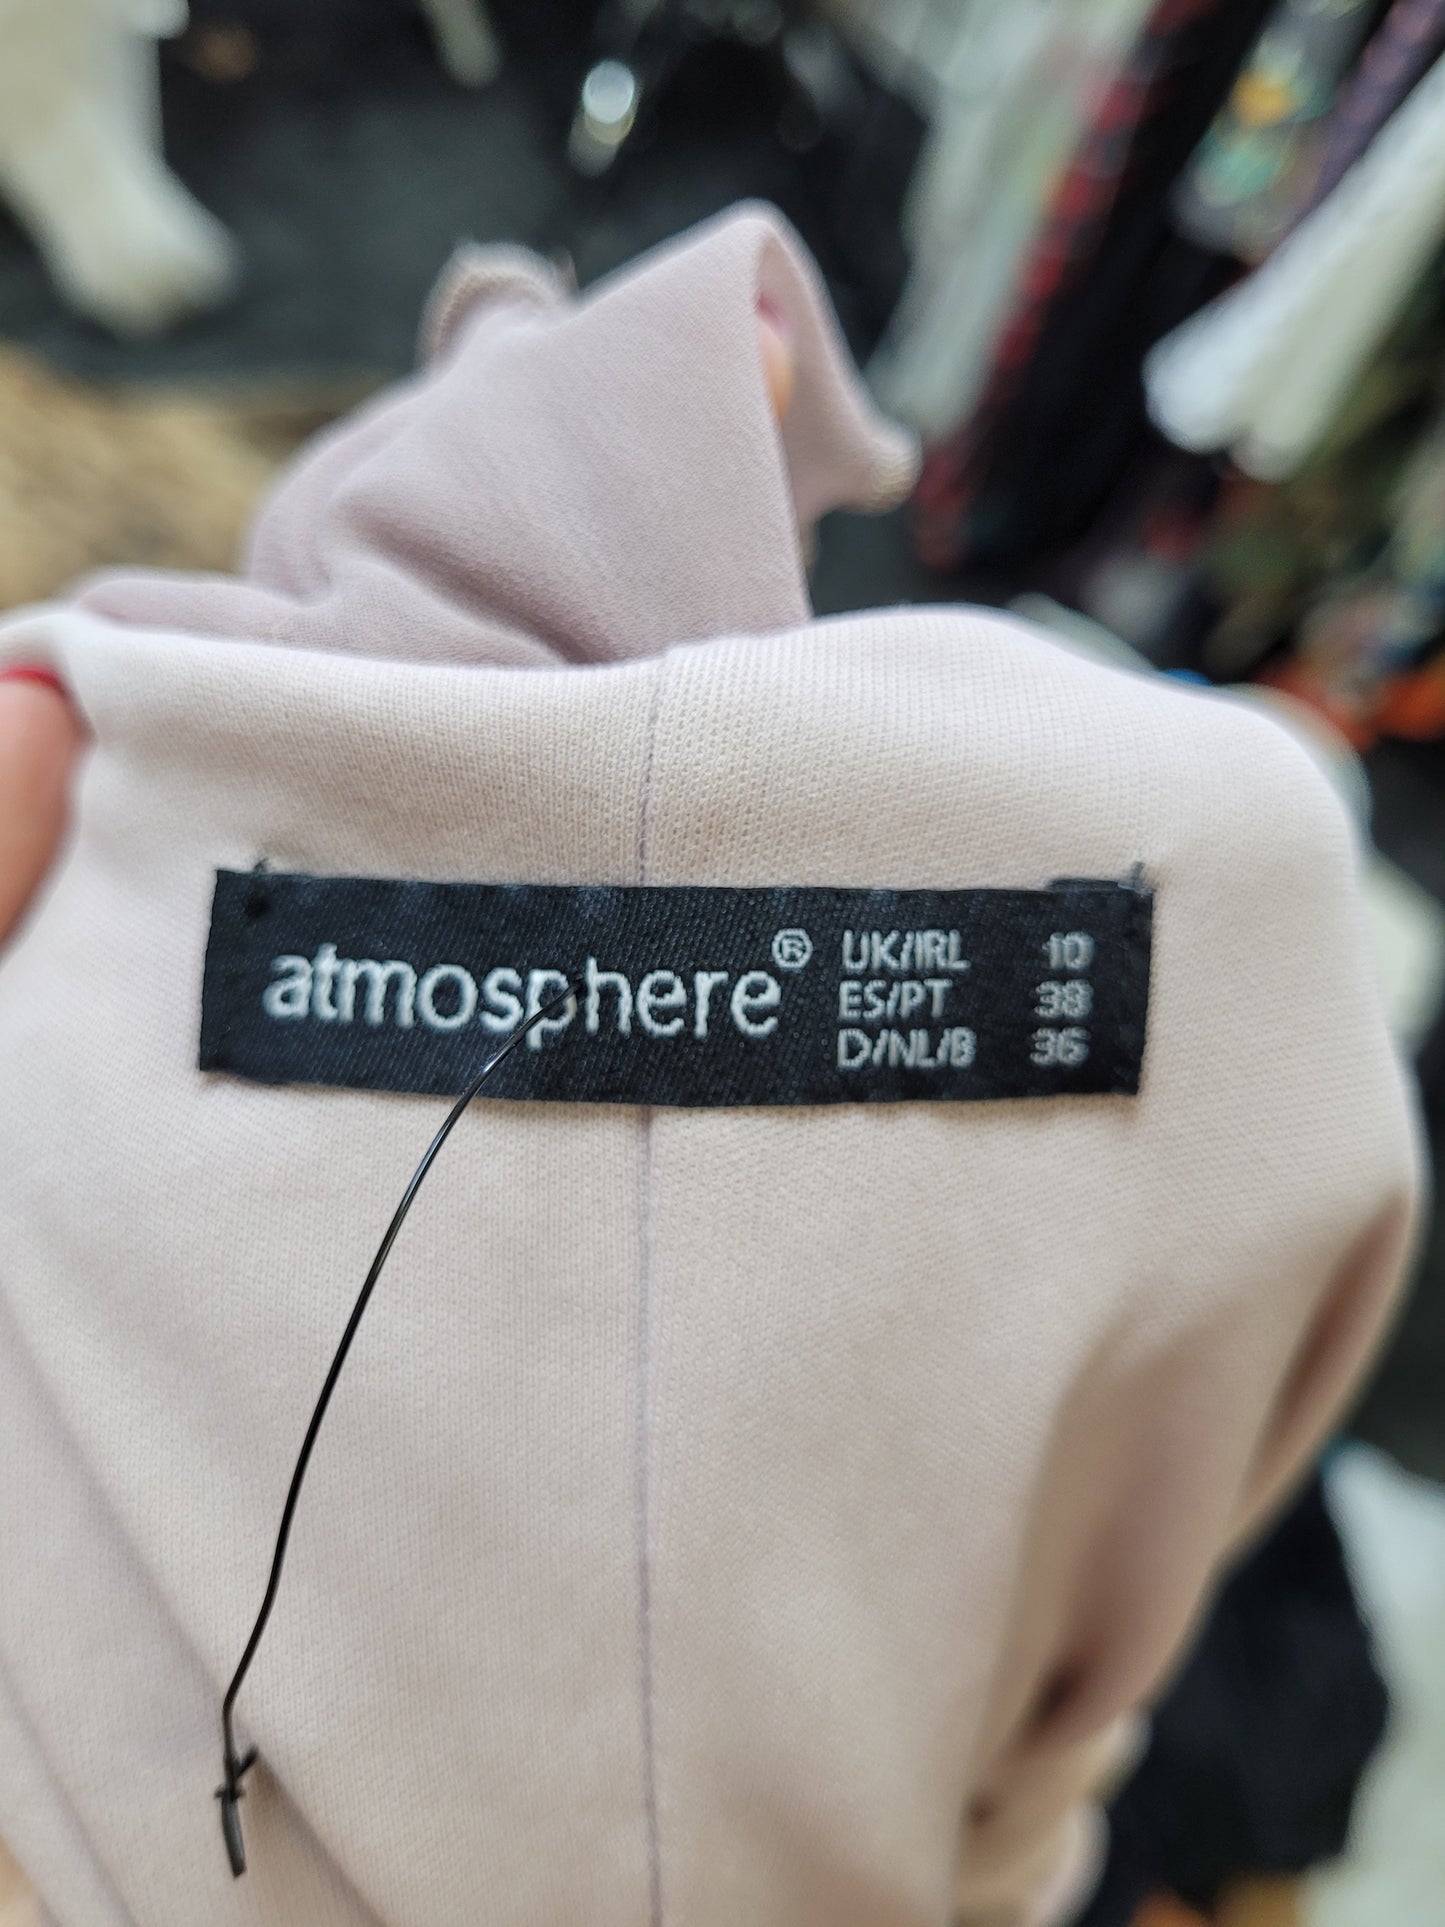 atmosphere®
UK/IRL 10
ES/PT 38
D/NL/B 36